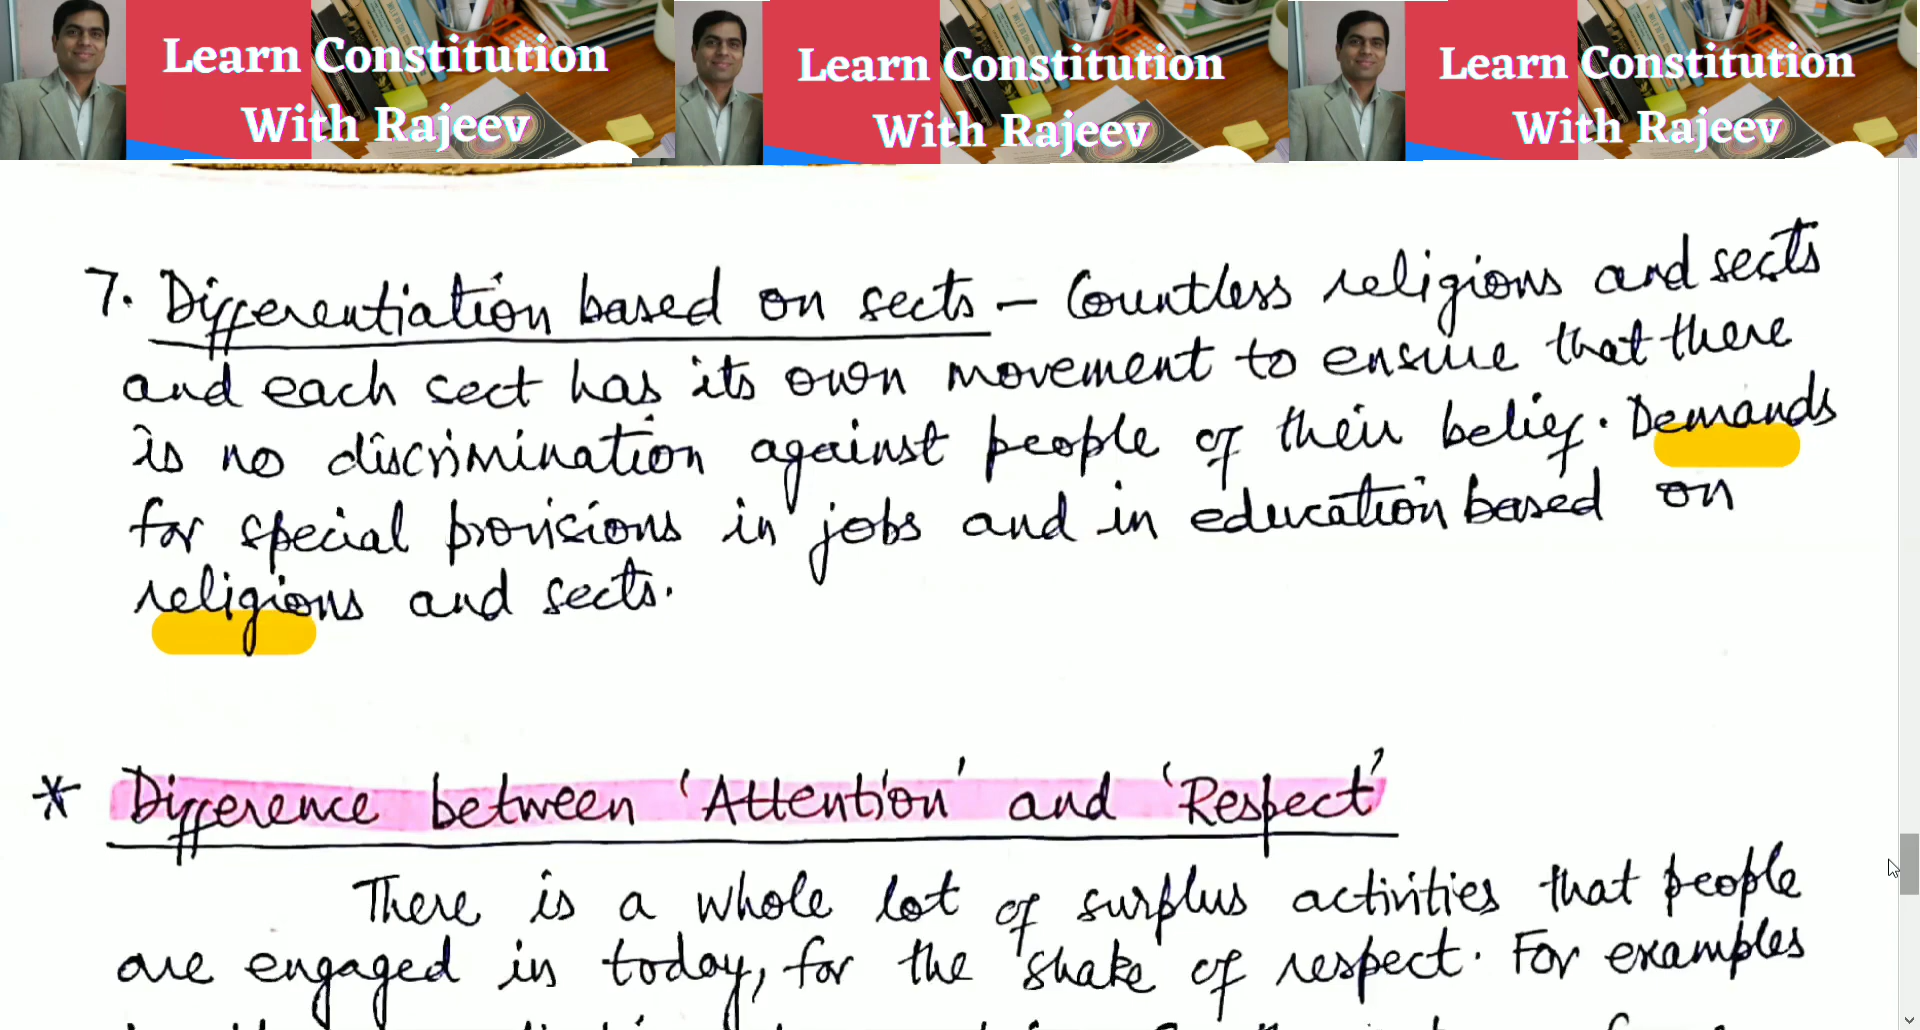 Learn Constitution
With Rajeev
Learn Constitution
With Rajeev
Learn Constitution
With Rajeev
7. Differentiation based on sects – Countless religions and sects
and each sect has its own movement to ensure that there
is no discrimination against people of their belief. Demands
for special provisions in jobs and in education based on
religions and sects.
* Difference between 'Attention' and 'Respect'
There is a whole lot of surplus activities that people
are engaged in today, for the shake of respect. For examples